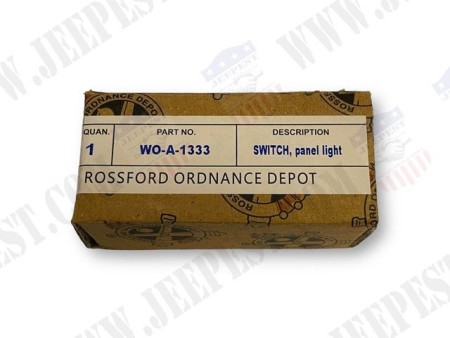 WWW.JEEPEST.COM
QUAN. PART NO. DESCRIPTION
1 WO-A-1333 SWITCH, panel light
ROSSFORD ORDNANCE DEPOT